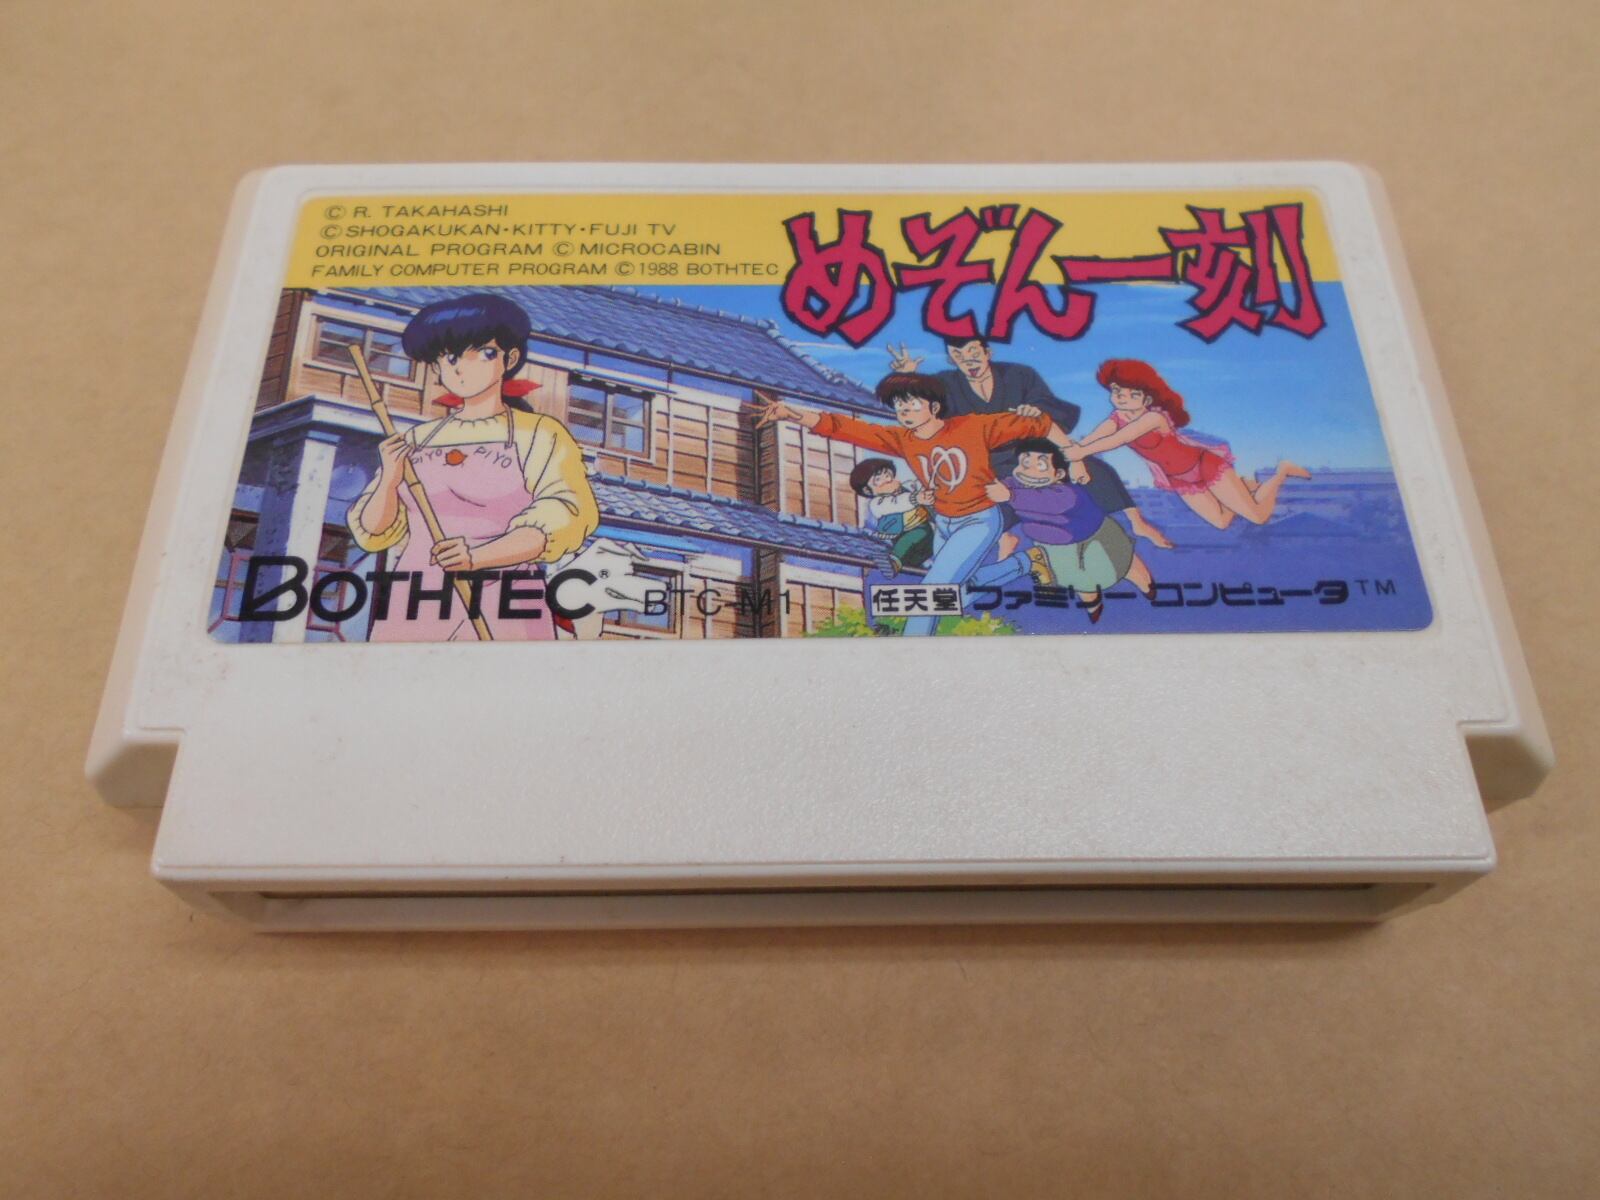 © R. TAKAHASHI
© SHOGAKUKAN・KITTY・FUJI TV
ORIGINAL PROGRAM © MICROCABIN
FAMILY COMPUTER PROGRAM © 1988 BOTHTEC
めぞん一刻
PIYO PIYO
ゆ
BOTHTEC®
BTC-M1
任天堂 ファミリーコンピュータ™